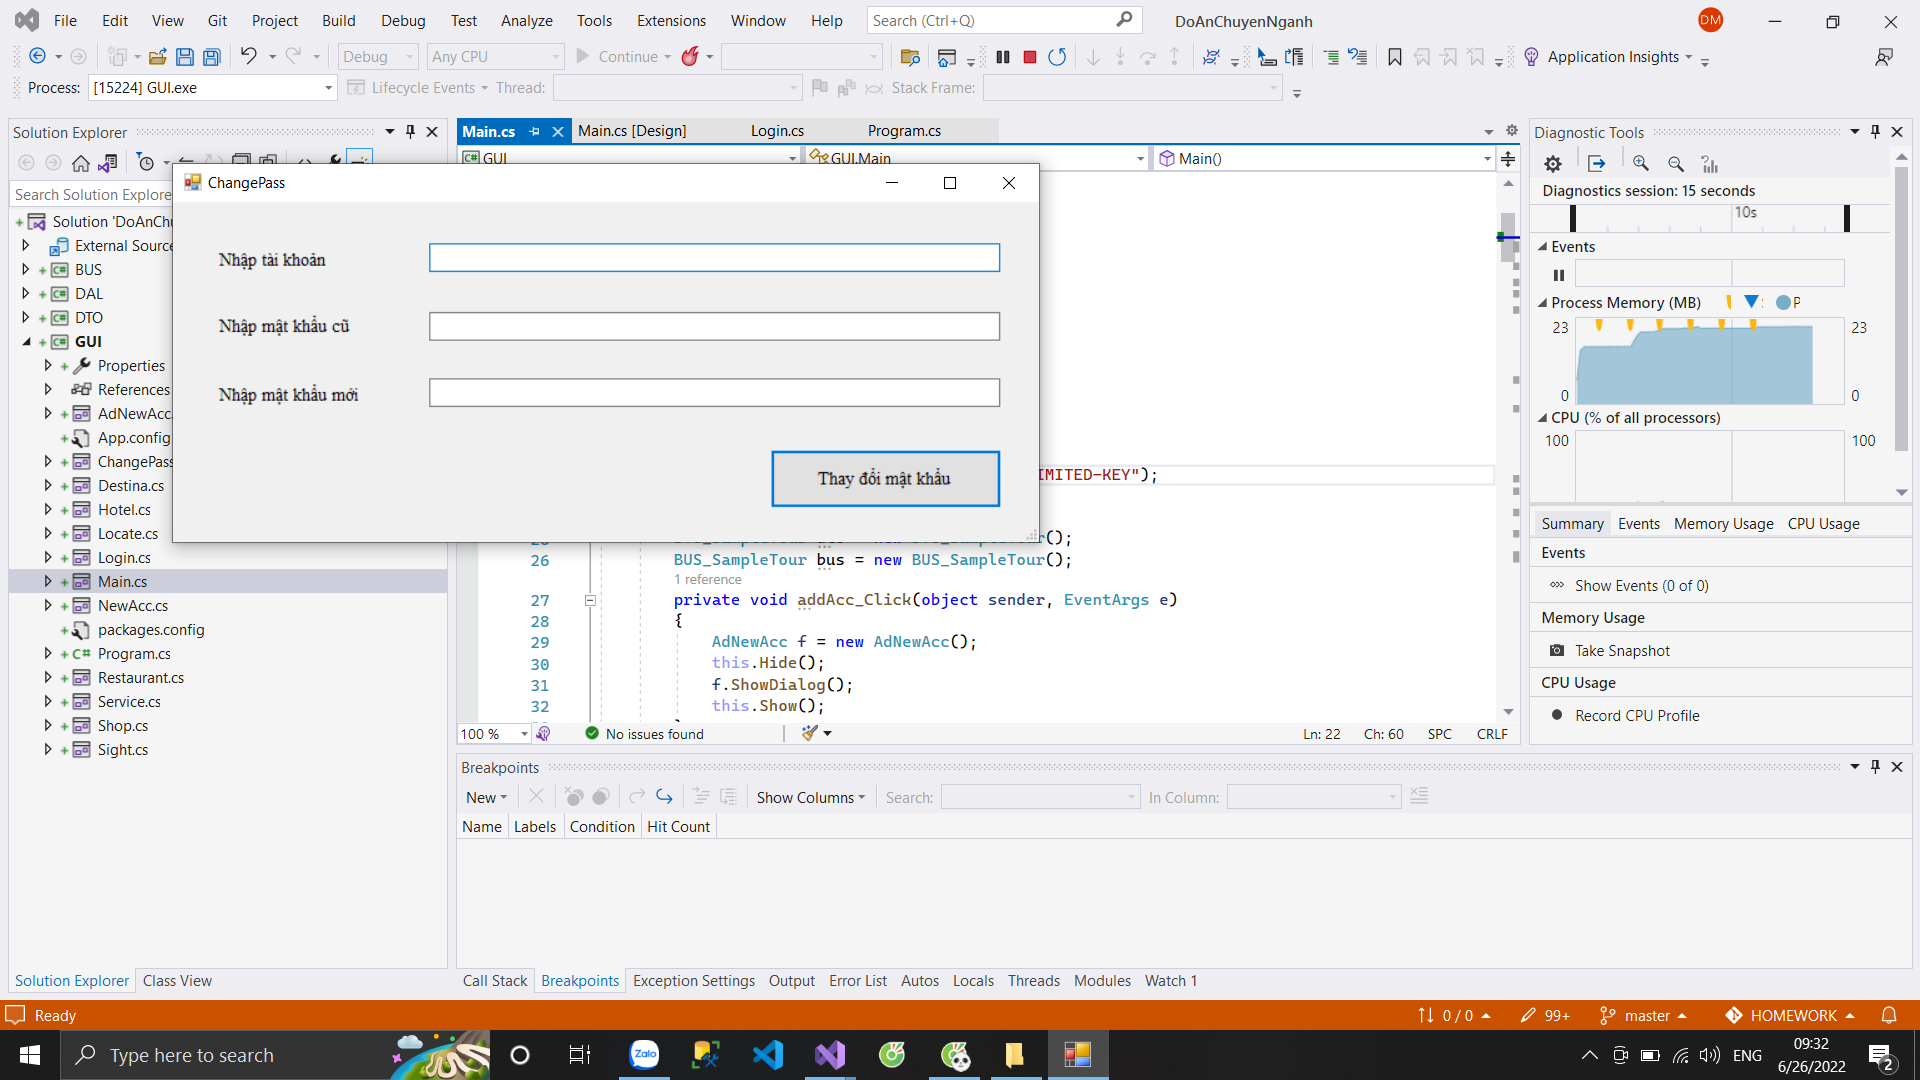 File Edit View Git Project Build Debug Test Analyze Tools Extensions Window Help Search (Ctrl+Q) DoAnChuyenNganh DM
Debug Any CPU Continue Application Insights
Process: [15224] GUI.exe Lifecycle Events Thread: Stack Frame:
Solution Explorer
Search Solution Explore
Solution 'DoAnChu
External Source
BUS
DAL
DTO
GUI
Properties
References
AdNewAcc.
App.config
ChangePass
Destina.cs
Hotel.cs
Locate.cs
Login.cs
Main.cs
NewAcc.cs
packages.config
Program.cs
Restaurant.cs
Service.cs
Shop.cs
Sight.cs
Solution Explorer Class View
Main.cs Main.cs [Design] Login.cs Program.cs
GUI GUI.Main Main()
ChangePass
Nhập tài khoản
Nhập mật khẩu cũ
Nhập mật khẩu mới
Thay đổi mật khẩu
IMITED-KEY");
26 BUS_SampleTour bus = new BUS_SampleTour();
1 reference
27 private void addAcc_Click(object sender, EventArgs e)
28 {
29 AdNewAcc f = new AdNewAcc();
30 this.Hide();
31 f.ShowDialog();
32 this.Show();
100 % No issues found Ln: 22 Ch: 60 SPC CRLF
Diagnostic Tools
Diagnostics session: 15 seconds
10s
Events
Process Memory (MB) P
23 23
0 0
CPU (% of all processors)
100 100
Summary Events Memory Usage CPU Usage
Events
Show Events (0 of 0)
Memory Usage
Take Snapshot
CPU Usage
Record CPU Profile
Breakpoints
New Show Columns Search: In Column:
Name Labels Condition Hit Count
Call Stack Breakpoints Exception Settings Output Error List Autos Locals Threads Modules Watch 1
Ready 0 / 0 99+ master HOMEWORK
Type here to search Zalo ENG 09:32
6/26/2022 2